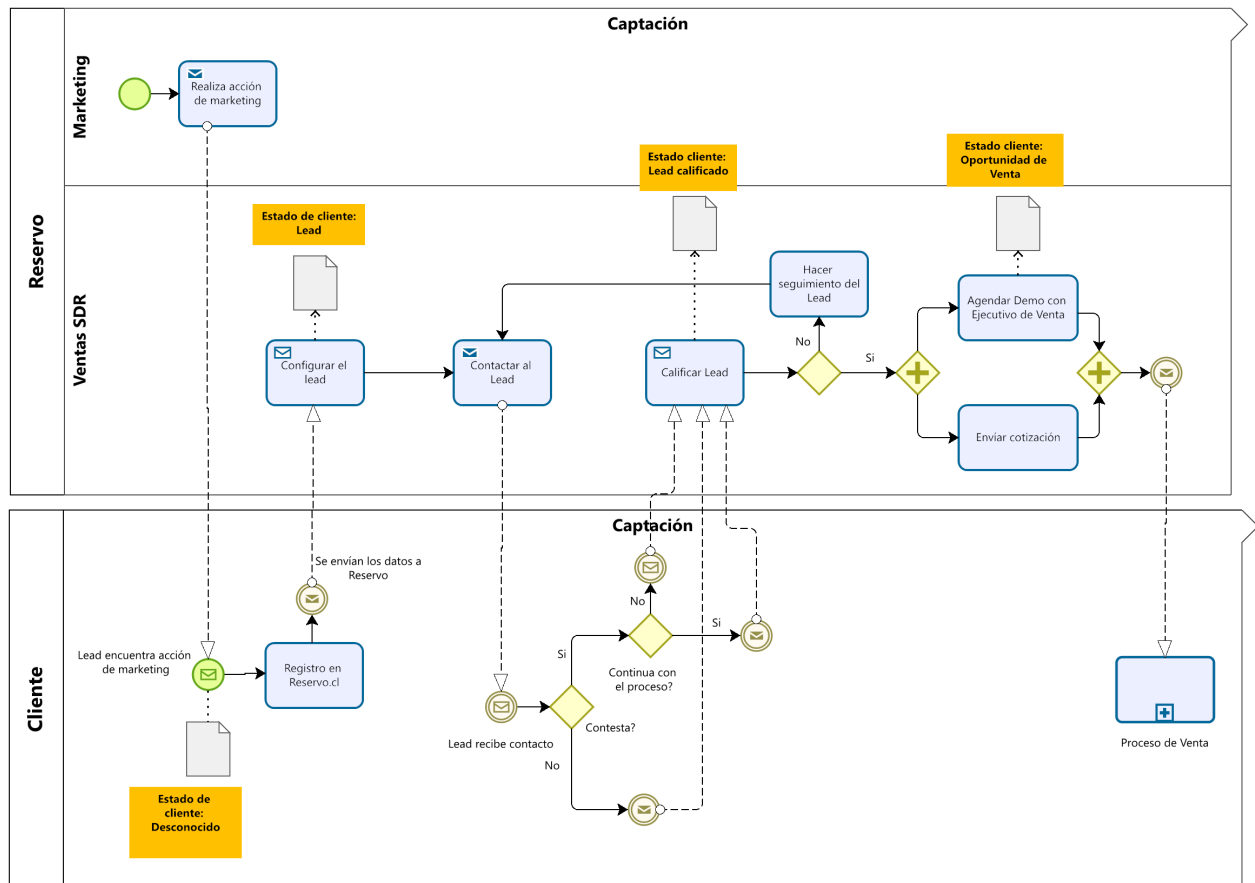 Captación
Reservo
Marketing
Realiza acción
de marketing
Ventas SDR
Estado de cliente:
Lead
Estado cliente:
Lead calificado
Estado cliente:
Oportunidad de
Venta
Configurar el
lead
Contactar al
Lead
Hacer
seguimiento del
Lead
Calificar Lead
No
Si
Agendar Demo con
Ejecutivo de Venta
Envíar cotización
Captación
Cliente
Lead encuentra acción
de marketing
Registro en
Reservo.cl
Se envían los datos a
Reservo
Estado de
cliente:
Desconocido
Lead recibe contacto
Contesta?
Si
No
Continua con
el proceso?
No
Si
Proceso de Venta